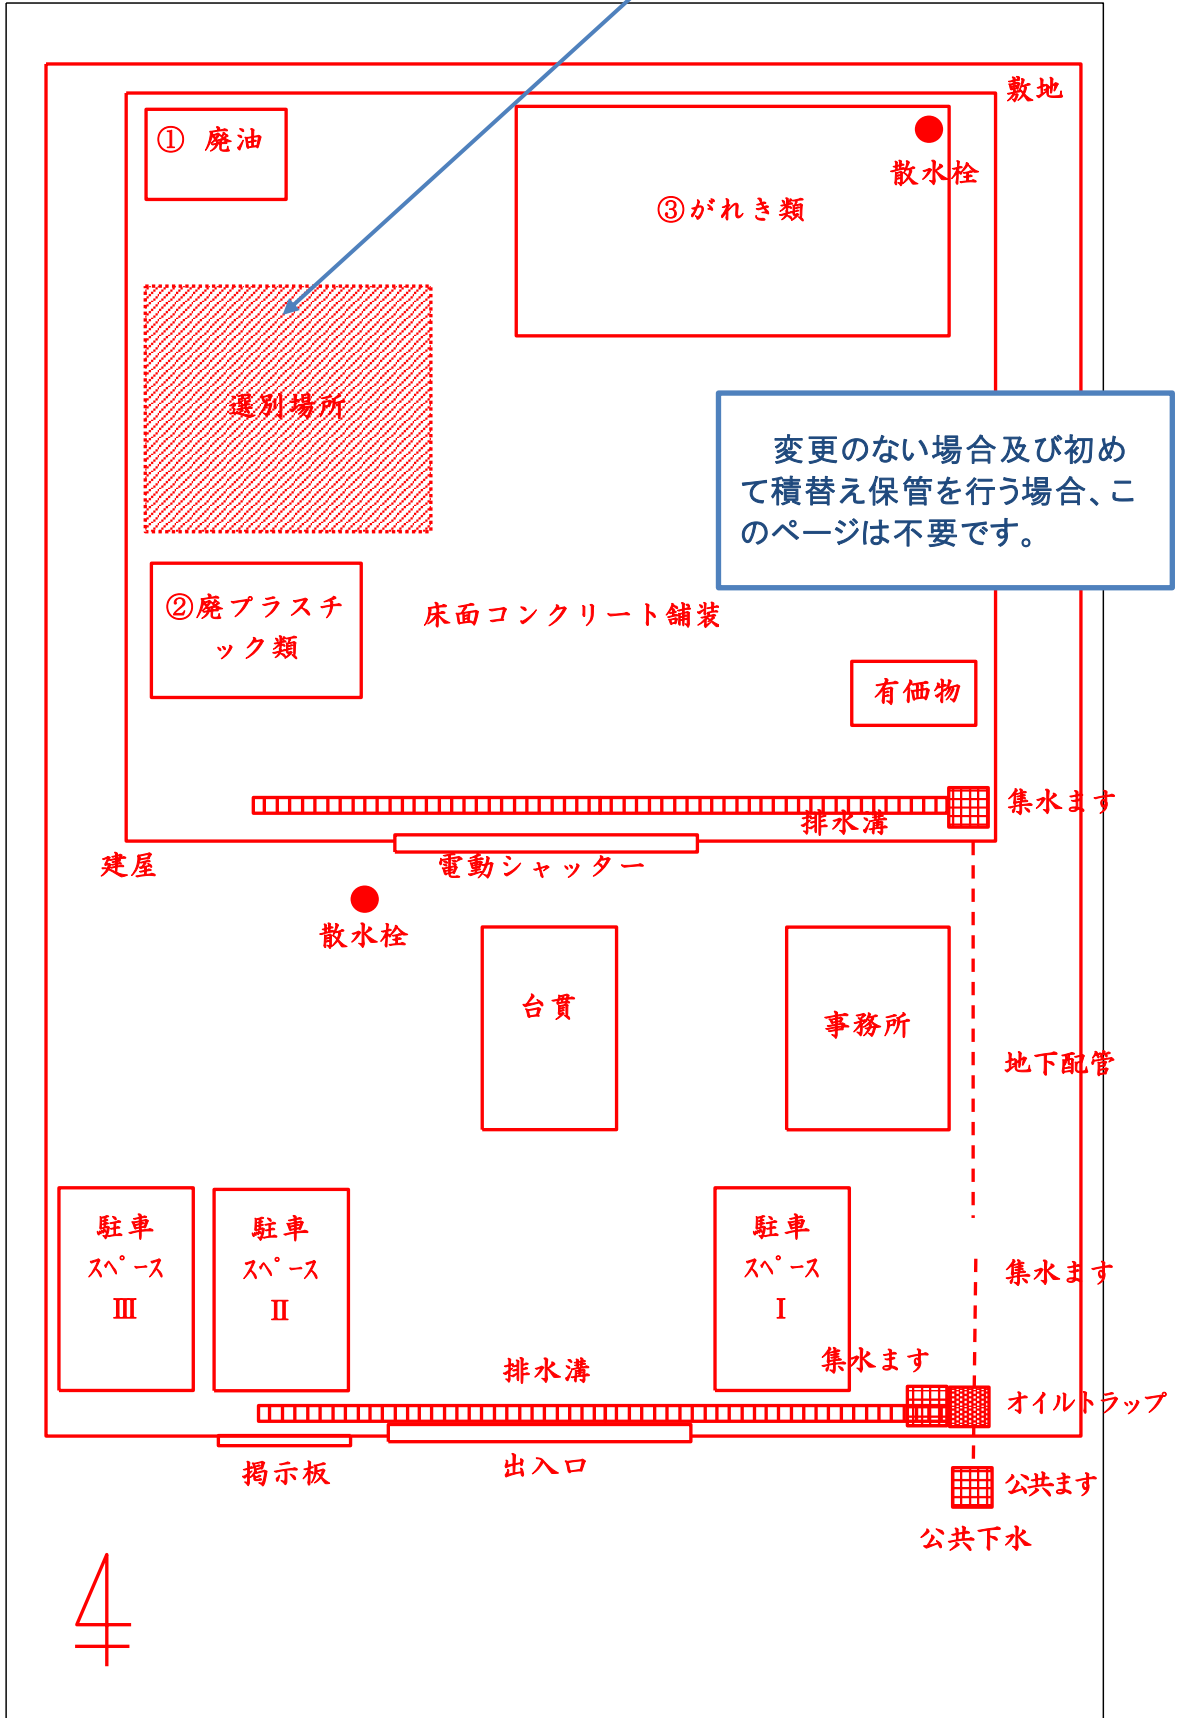 敷地
① 廃油
散水栓
③がれき類
選別場所
変更のない場合及び初め
て積替え保管を行う場合、こ
のページは不要です。
②廃プラスチ
ック類
床面コンクリート舗装
有価物
集水ます
排水溝
建屋
電動シャッター
散水栓
台貫
事務所
地下配管
駐車
スペース
Ⅲ
駐車
スペース
Ⅱ
駐車
スペース
Ⅰ
集水ます
集水ます
排水溝
オイルトラップ
掲示板
出入口
公共ます
公共下水